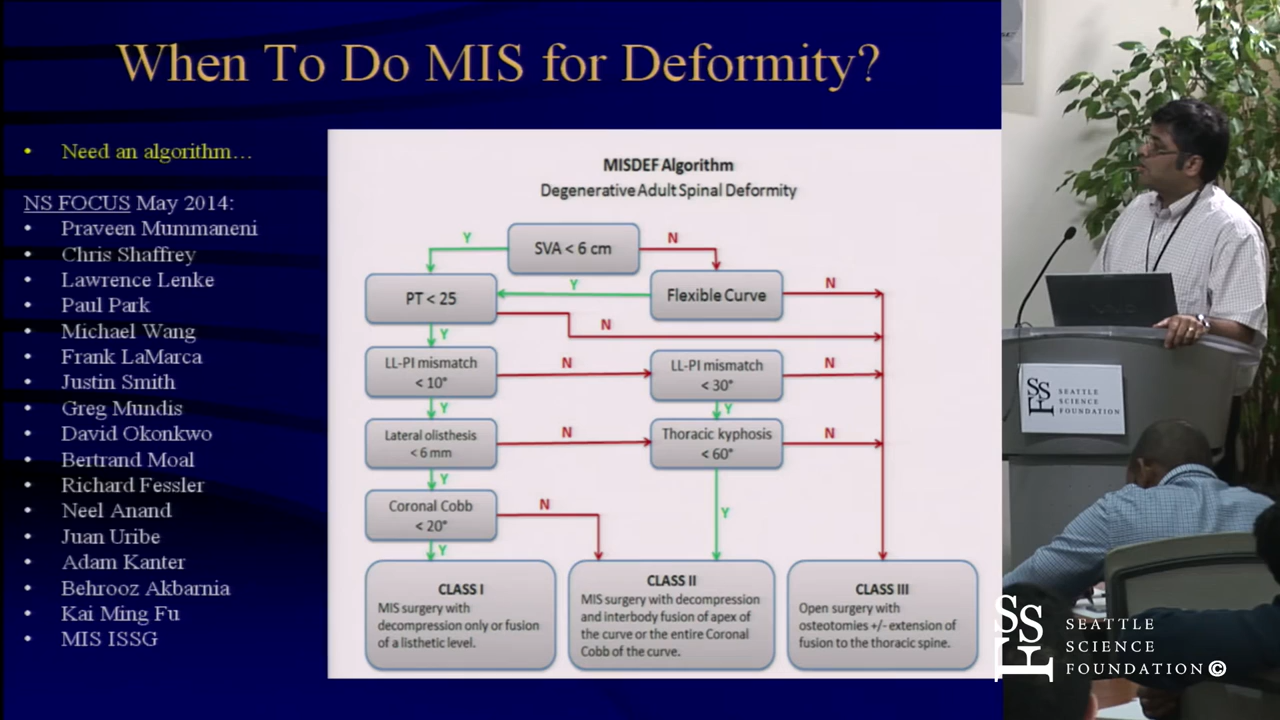 When To Do MIS for Deformity?
• Need an algorithm…
NS FOCUS May 2014:
• Praveen Mummaneni
• Chris Shaffrey
• Lawrence Lenke
• Paul Park
• Michael Wang
• Frank LaMarca
• Justin Smith
• Greg Mundis
• David Okonkwo
• Bertrand Moal
• Richard Fessler
• Neel Anand
• Juan Uribe
• Adam Kanter
• Behrooz Akbarnia
• Kai Ming Fu
• MIS ISSG
MISDEF Algorithm
Degenerative Adult Spinal Deformity
SVA < 6 cm
Y
N
PT < 25
Y
Flexible Curve
N
N
Y
LL-PI mismatch
< 10°
N
LL-PI mismatch
< 30°
N
Y
Y
Lateral olisthesis
< 6 mm
N
Thoracic kyphosis
< 60°
N
Y
Coronal Cobb
< 20°
N
Y
Y
CLASS I
MIS surgery with
decompression only or fusion
of a listhetic level.
CLASS II
MIS surgery with decompression
and interbody fusion of apex of
the curve or the entire Coronal
Cobb of the curve.
CLASS III
Open surgery with
osteotomies +/- extension of
fusion to the thoracic spine.
SSF
SEATTLE
SCIENCE
FOUNDATION
SSF
SEATTLE
SCIENCE
FOUNDATION©